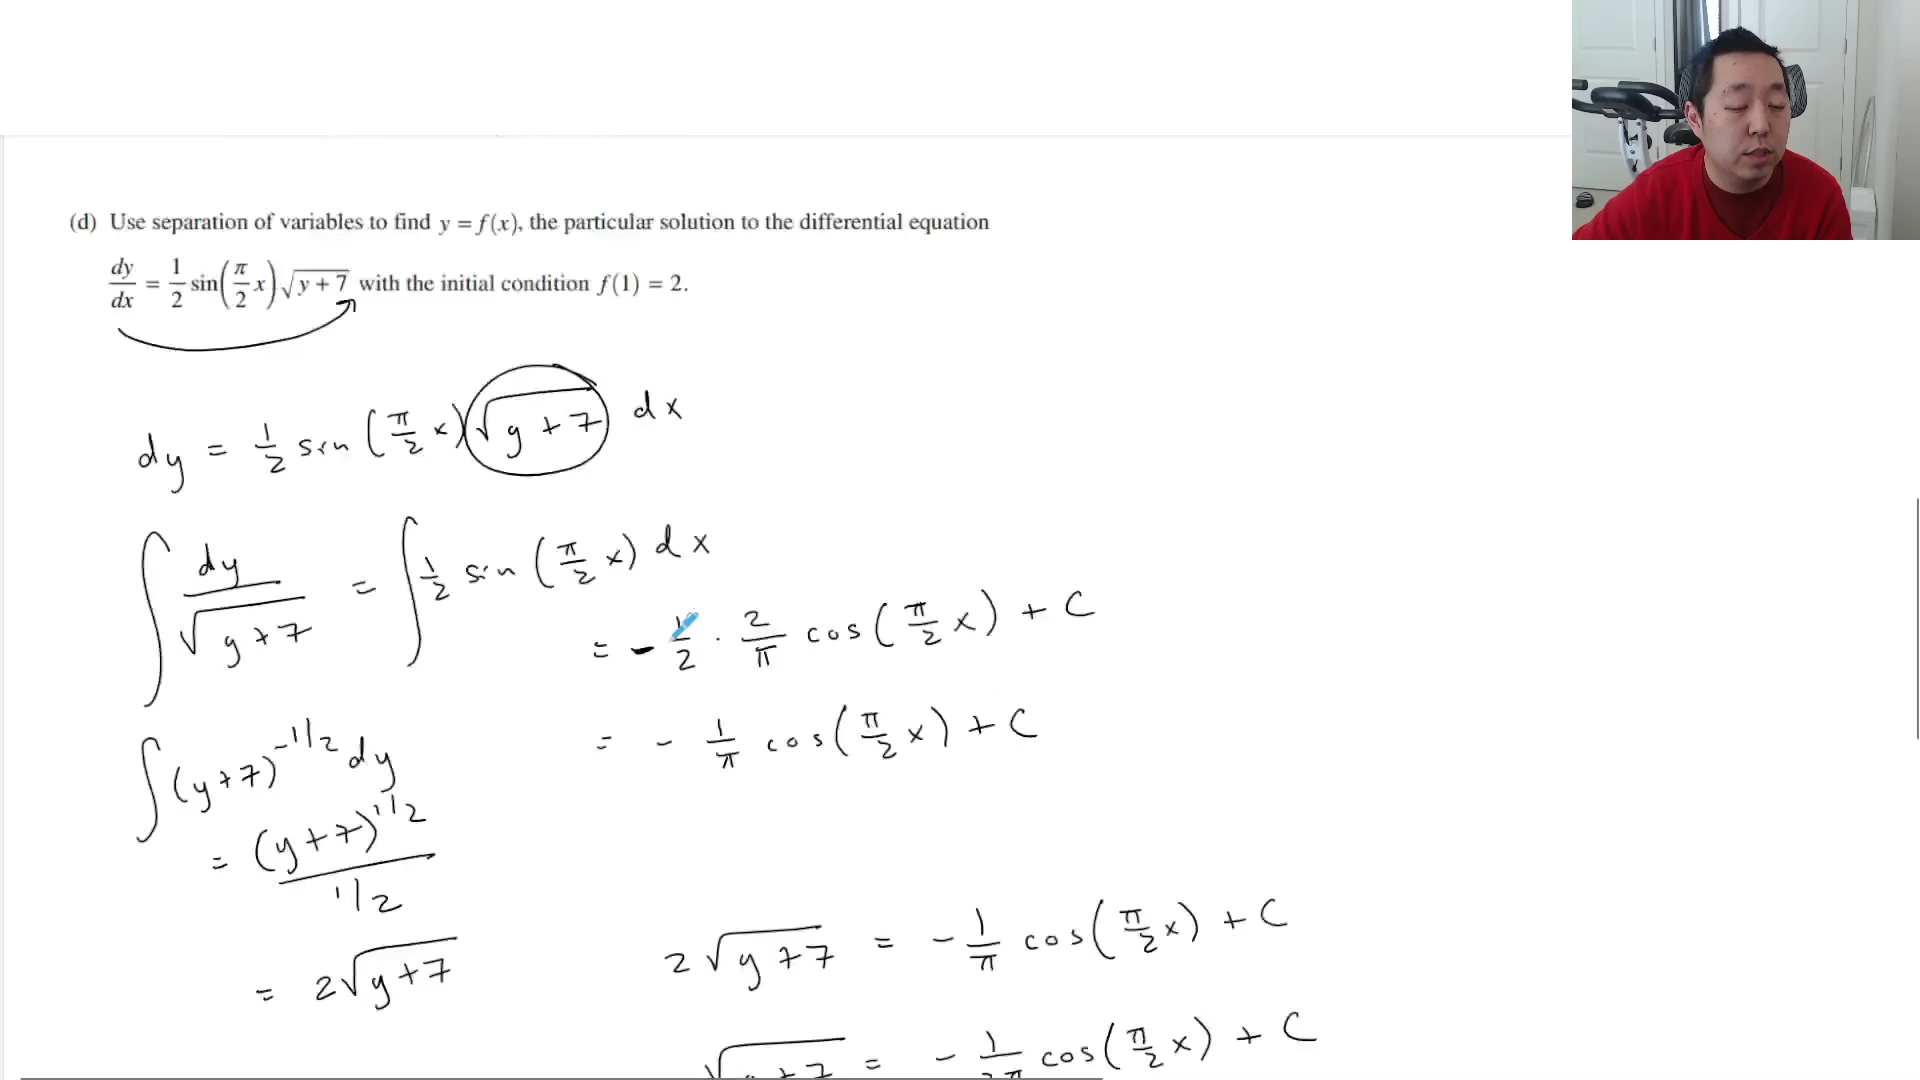 (d) Use separation of variables to find y = f(x), the particular solution to the differential equation
dy/dx = 1/2 sin(π/2 x) √(y + 7) with the initial condition f(1) = 2.
dy = 1/2 sin (π/2 x) √(y + 7) dx
∫ dy/√(y+7) = ∫ 1/2 sin (π/2 x) dx
= - 1/2 · 2/π cos (π/2 x) + C
= - 1/π cos (π/2 x) + C
∫ (y+7)^(-1/2) dy
= (y+7)^(1/2) / (1/2)
= 2√(y+7)
2√(y+7) = - 1/π cos (π/2 x) + C
√(y+7) = - 1/2π cos (π/2 x) + C